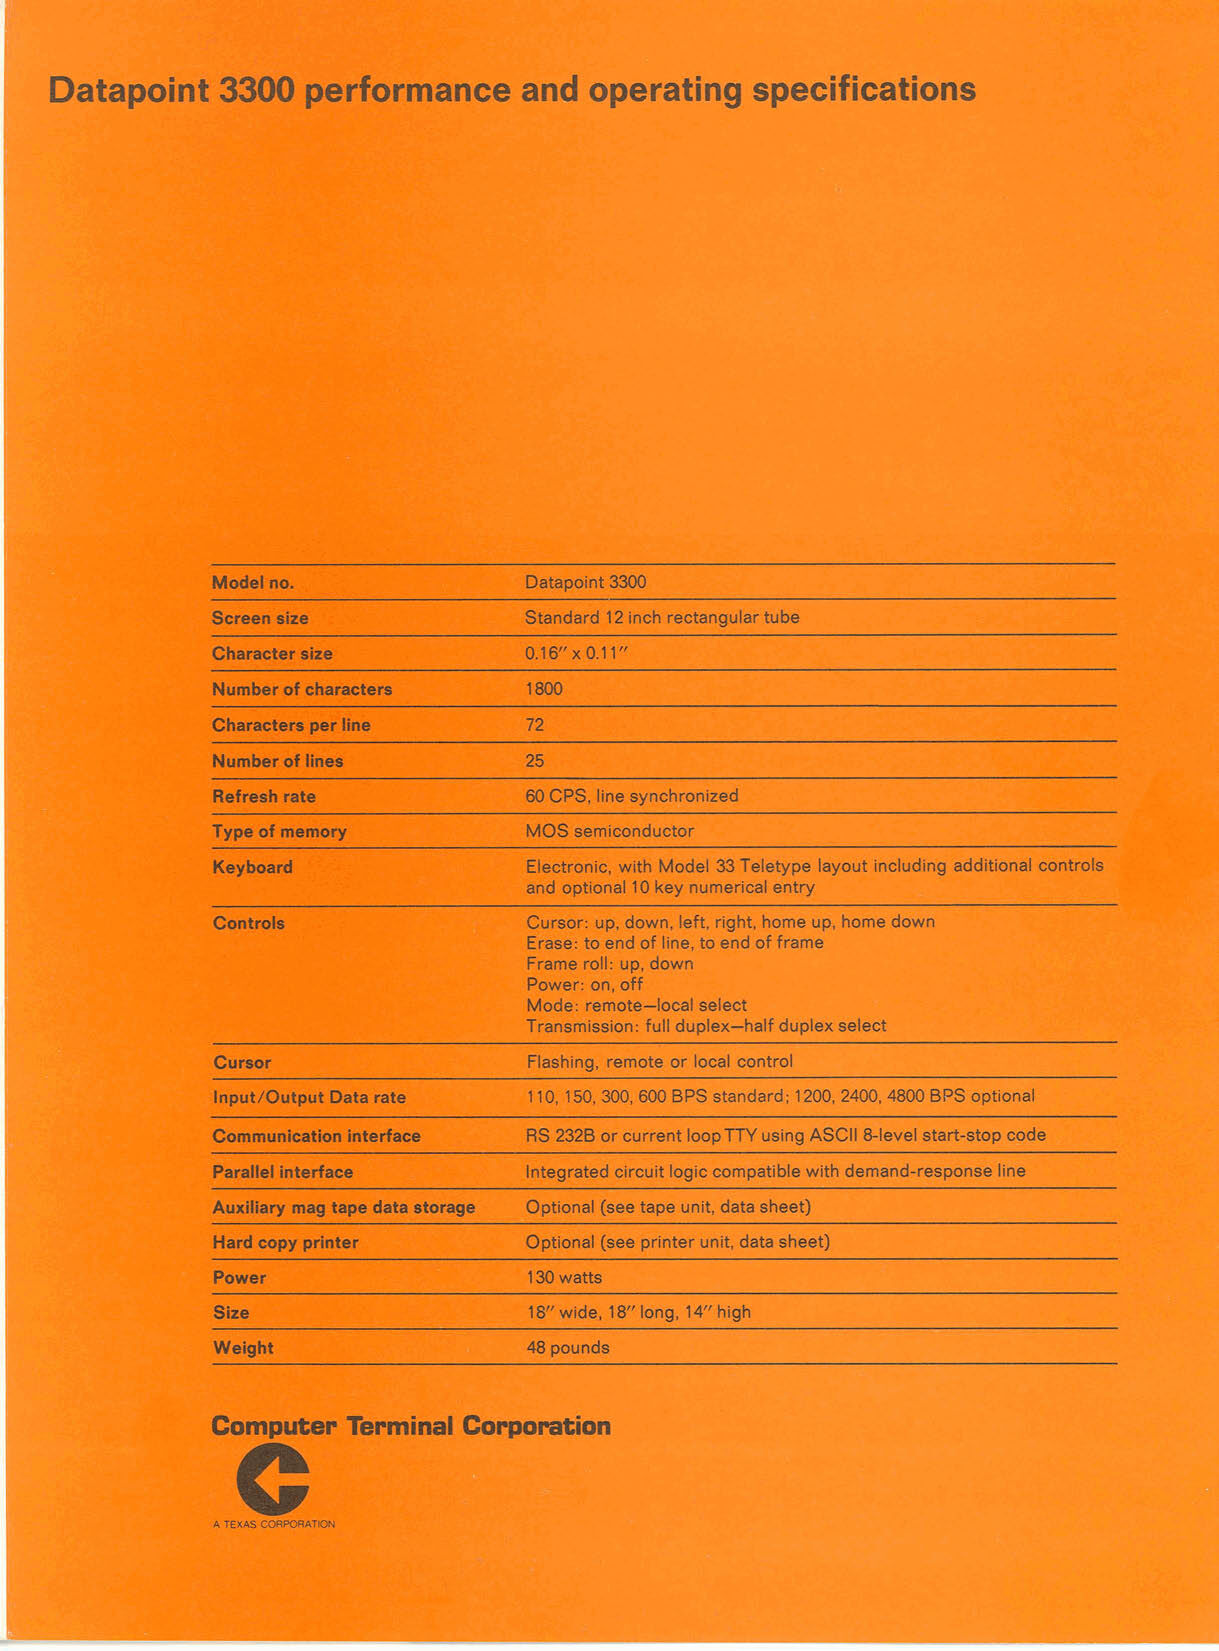 Datapoint 3300 performance and operating specifications
Model no. Datapoint 3300
Screen size Standard 12 inch rectangular tube
Character size 0.16″ x 0.11″
Number of characters 1800
Characters per line 72
Number of lines 25
Refresh rate 60 CPS, line synchronized
Type of memory MOS semiconductor
Keyboard Electronic, with Model 33 Teletype layout including additional controls
and optional 10 key numerical entry
Controls Cursor: up, down, left, right, home up, home down
Erase: to end of line, to end of frame
Frame roll: up, down
Power: on, off
Mode: remote—local select
Transmission: full duplex—half duplex select
Cursor Flashing, remote or local control
Input/Output Data rate 110, 150, 300, 600 BPS standard; 1200, 2400, 4800 BPS optional
Communication interface RS 232B or current loop TTY using ASCII 8-level start-stop code
Parallel interface Integrated circuit logic compatible with demand-response line
Auxiliary mag tape data storage Optional (see tape unit, data sheet)
Hard copy printer Optional (see printer unit, data sheet)
Power 130 watts
Size 18″ wide, 18″ long, 14″ high
Weight 48 pounds
Computer Terminal Corporation
A TEXAS CORPORATION